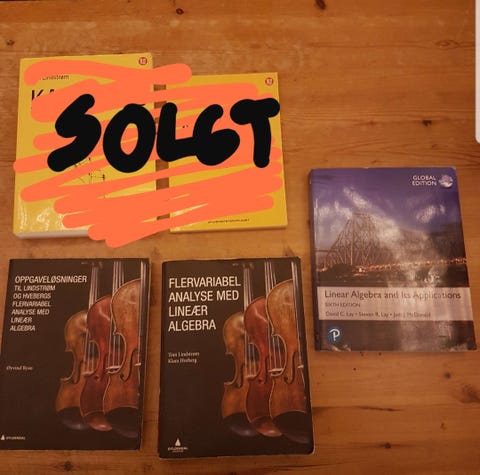 Lindstrøm
SOLGT
GLOBAL
EDITION
Linear Algebra and Its Applications
SIXTH EDITION
David C. Lay • Steven R. Lay • Judi J. McDonald
P
OPPGAVELØSNINGER
TIL LINDSTRØM
OG HVEBERGS
FLERVARIABEL
ANALYSE MED
LINEÆR
ALGEBRA
Øyvind Ryan
GYLDENDAL
FLERVARIABEL
ANALYSE MED
LINEÆR
ALGEBRA
Tom Lindstrøm
Klara Hveberg
GYLDENDAL